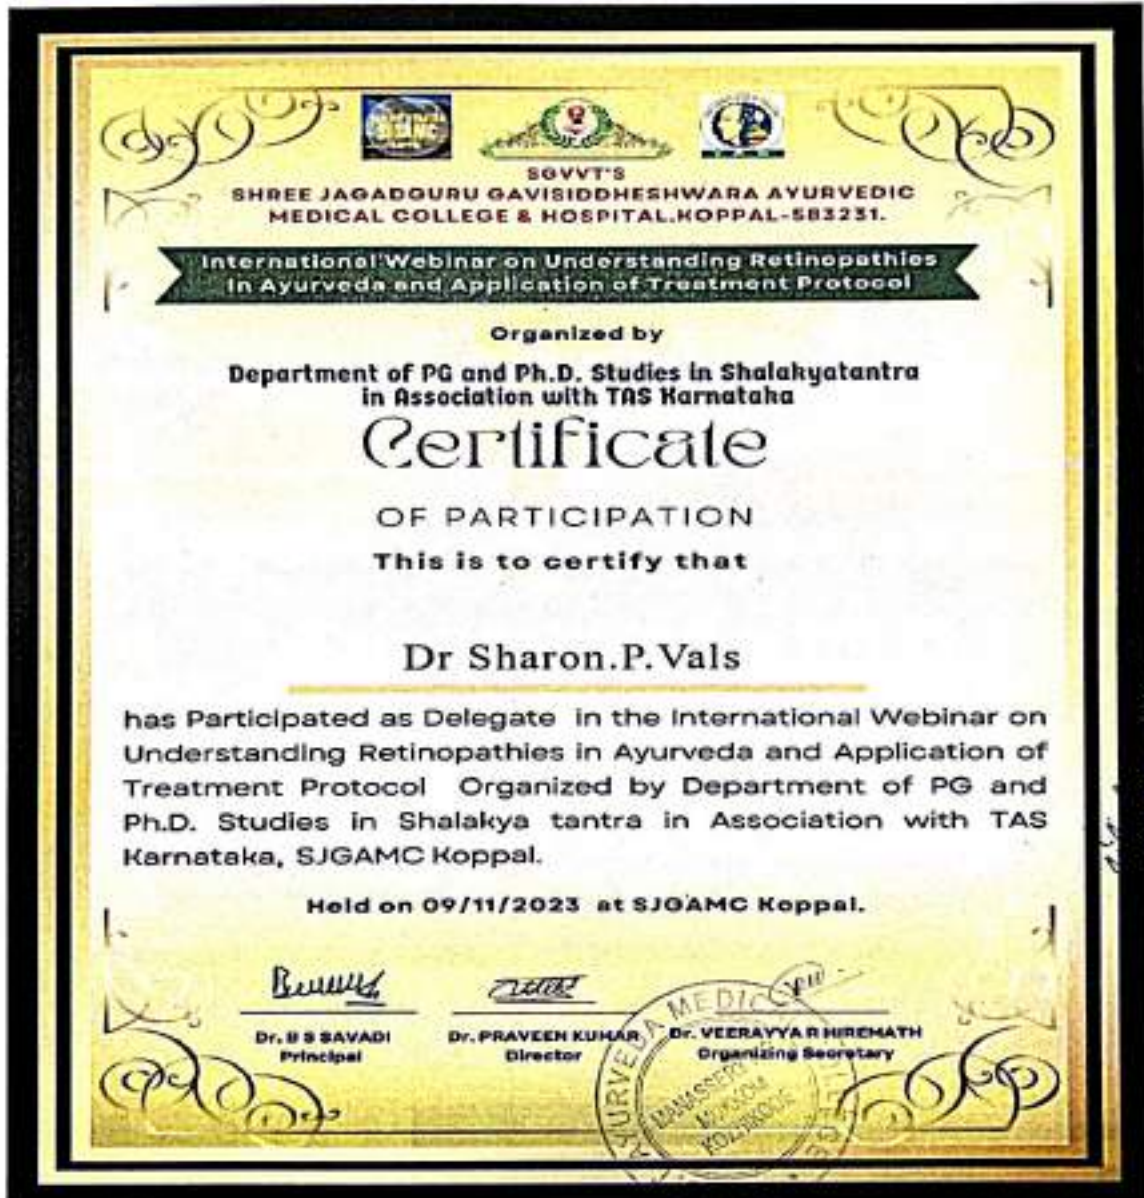 SJGAMC
SGVVT'S
SHREE JAGADGURU GAVISIDDHESHWARA AYURVEDIC
MEDICAL COLLEGE & HOSPITAL.KOPPAL-583231.
International Webinar on Understanding Retinopathies
In Ayurveda and Application of Treatment Protocol
Organized by
Department of PG and Ph.D. Studies in Shalakyatantra
in Association with TAS Karnataka
Certificate
OF PARTICIPATION
This is to certify that
Dr Sharon.P.Vals
has Participated as Delegate in the International Webinar on
Understanding Retinopathies in Ayurveda and Application of
Treatment Protocol Organized by Department of PG and
Ph.D. Studies in Shalakya tantra in Association with TAS
Karnataka, SJGAMC Koppal.
Held on 09/11/2023 at SJGAMC Koppal.
Dr. B S SAVADI
Principal
Dr. PRAVEEN KUMAR
Director
Dr. VEERAYYA R HIREMATH
Organizing Secretary
AYURVEDA MEDIC
MANASSERY
MUKKOM
KOZHIKODE